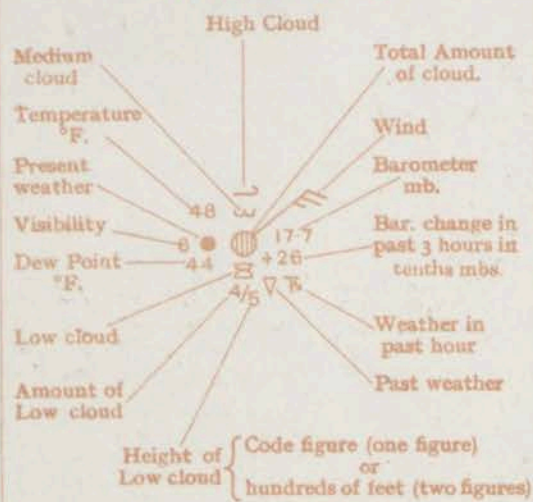 High Cloud
Medium
cloud
Total Amount
of cloud.
Temperature
°F.
Wind
Present
weather
Barometer
mb.
48
Visibility
6
17.7
Bar. change in
past 3 hours in
tenths mbs.
+26
Dew Point
°F.
44
4/5
Low cloud
Weather in
past hour
Amount of
Low cloud
Past weather
Height of
Low cloud
Code figure (one figure)
or
hundreds of feet (two figures)